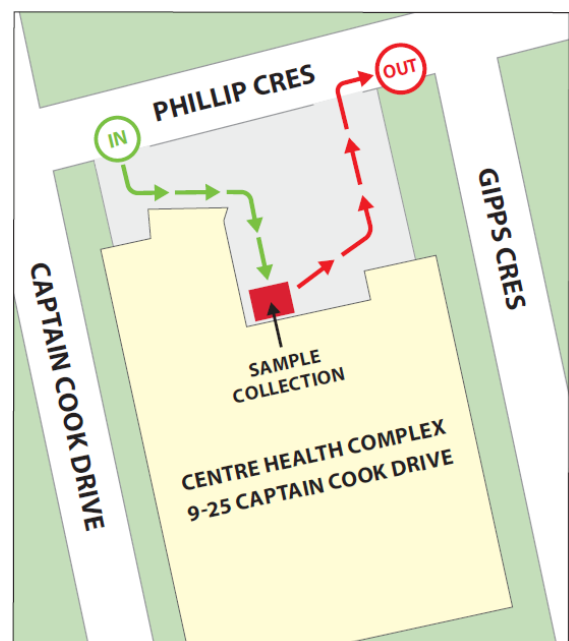 PHILLIP CRES
OUT
IN
GIPPS CRES
CAPTAIN COOK DRIVE
SAMPLE
COLLECTION
CENTRE HEALTH COMPLEX
9-25 CAPTAIN COOK DRIVE